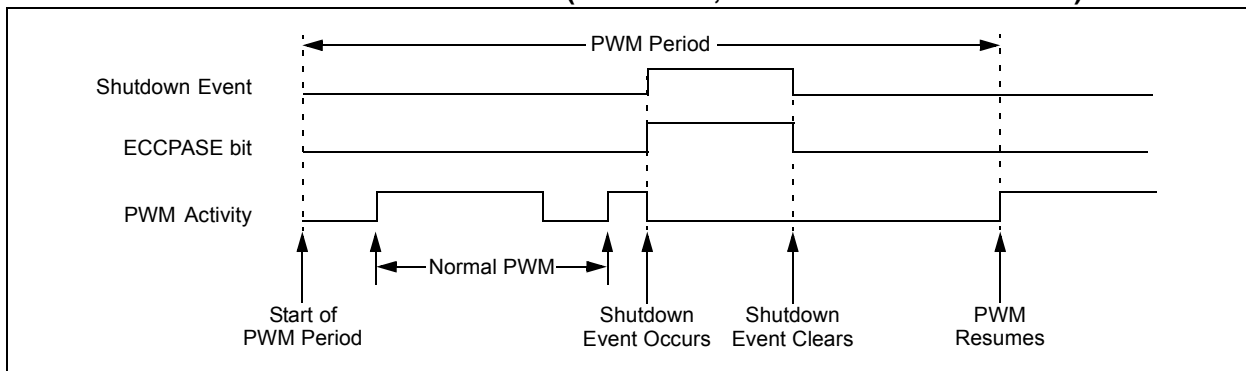 PWM Period
Shutdown Event
ECCPASE bit
PWM Activity
Normal PWM
Start of
PWM Period
Shutdown
Event Occurs
Shutdown
Event Clears
PWM
Resumes